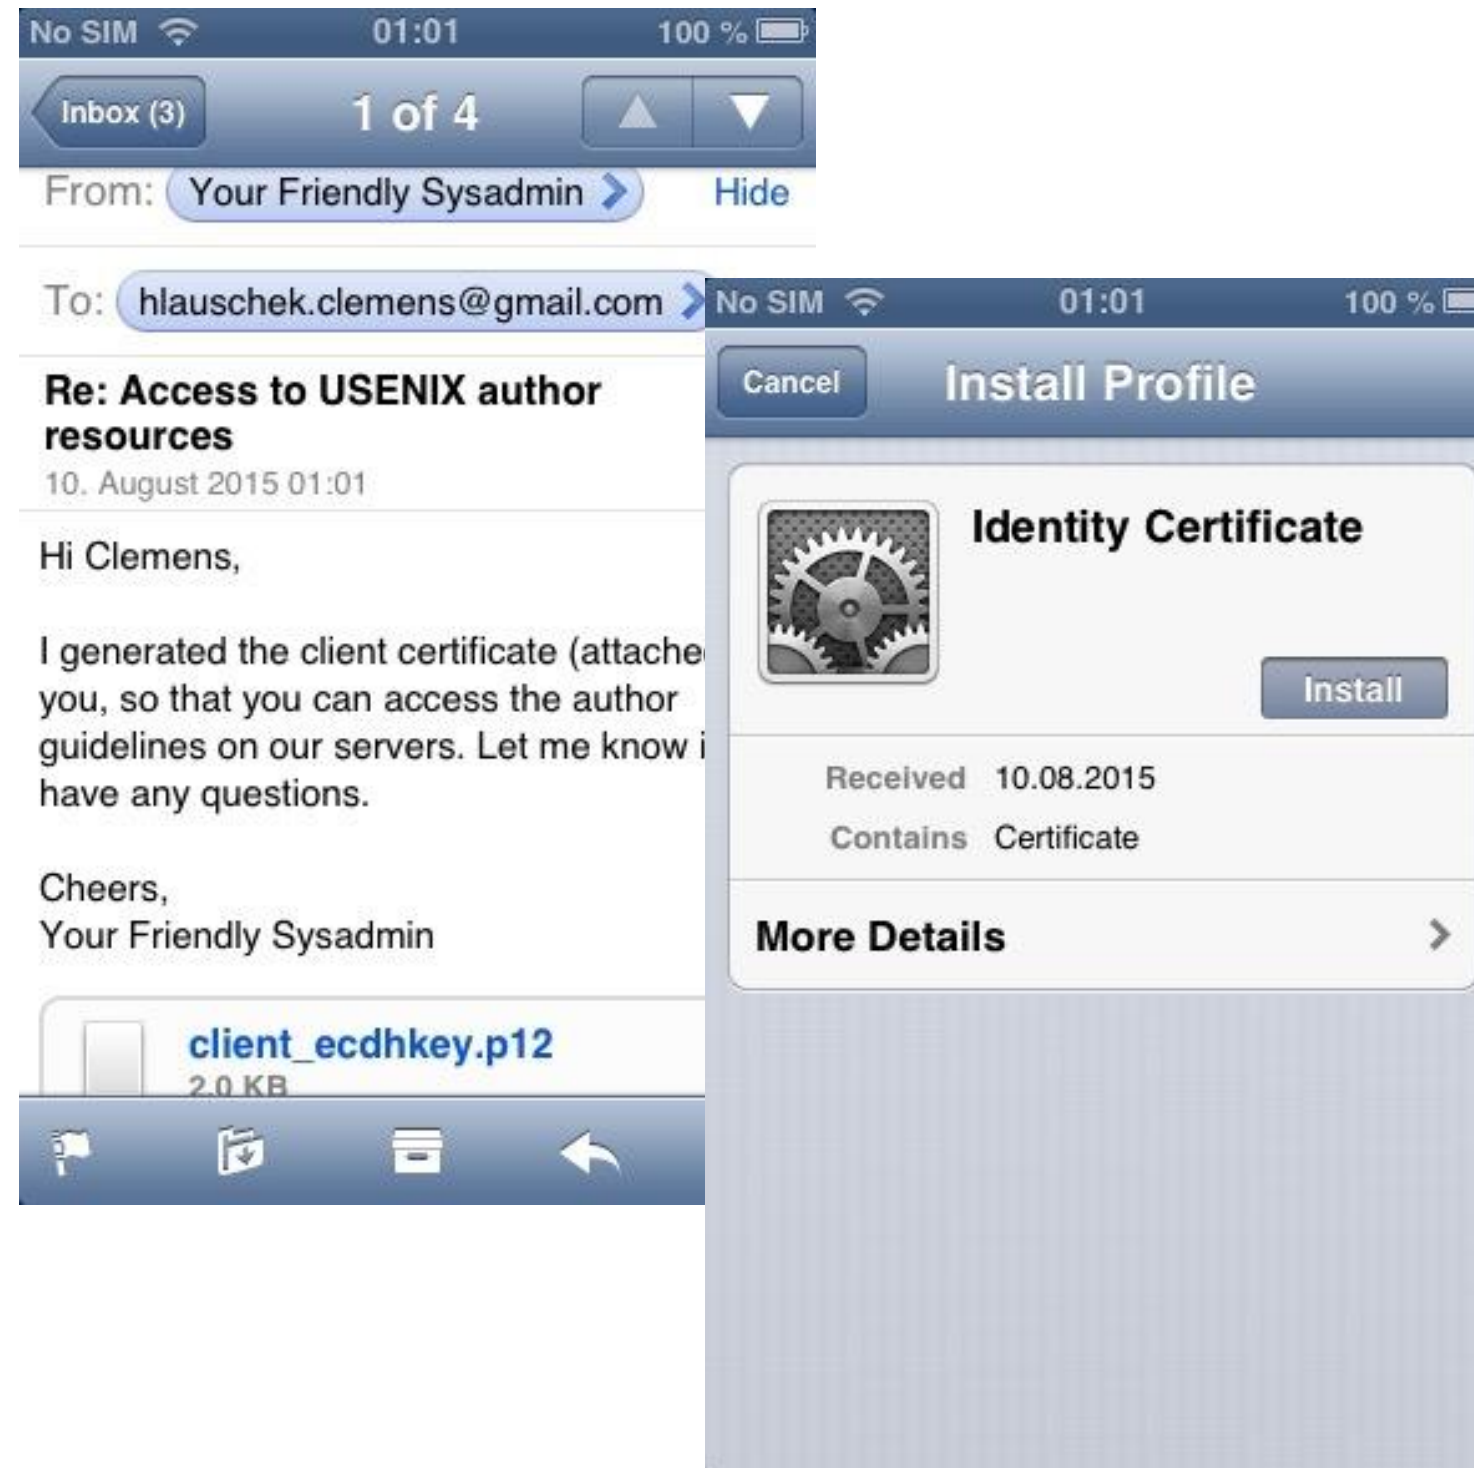 No SIM 01:01 100 %
Inbox (3) 1 of 4
From: Your Friendly Sysadmin Hide
To: hlauschek.clemens@gmail.com
Re: Access to USENIX author
resources
10. August 2015 01:01
Hi Clemens,
I generated the client certificate (attache
you, so that you can access the author
guidelines on our servers. Let me know i
have any questions.
Cheers,
Your Friendly Sysadmin
client_ecdhkey.p12
2.0 KB
No SIM 01:01 100 %
Cancel Install Profile
Identity Certificate
Install
Received 10.08.2015
Contains Certificate
More Details